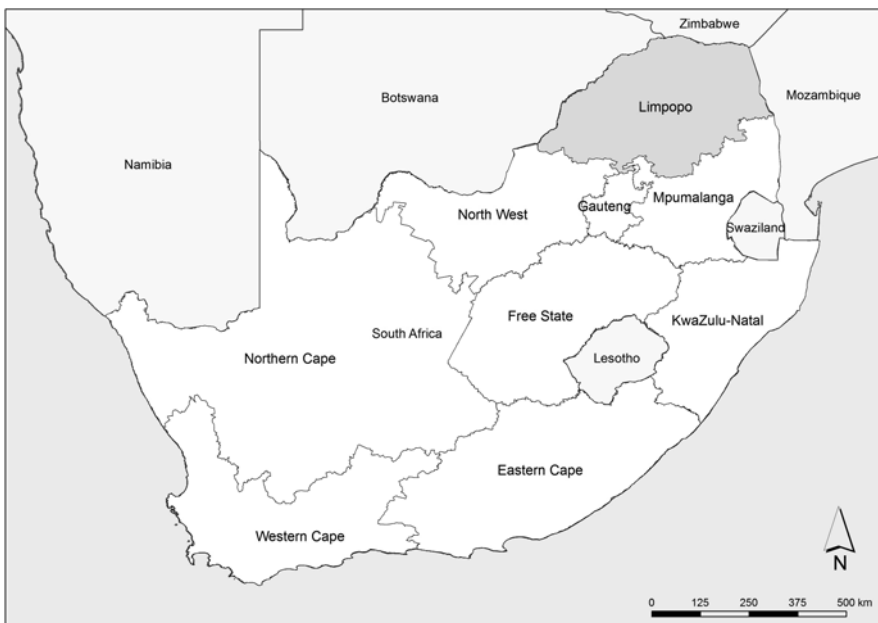 Zimbabwe
Botswana
Limpopo
Mozambique
Namibia
North West
Gauteng
Mpumalanga
Swaziland
Free State
KwaZulu-Natal
South Africa
Northern Cape
Lesotho
Eastern Cape
Western Cape
N
0 125 250 375 500 km